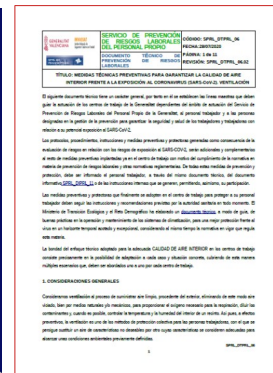 GENERALITAT
VALENCIANA
SERVICIO DE PREVENCIÓN
DE RIESGOS LABORALES
DEL PERSONAL PROPIO
DOCUMENTO TÉCNICO DE
PREVENCIÓN DE RIESGOS
LABORALES
CÓDIGO: SPRL_DTPRL_06
FECHA: 28/07/2020
PÁGINA: 1 de 11
REVISIÓN: SPRL_DTPRL_06.02
TÍTULO: MEDIDAS TÉCNICAS PREVENTIVAS PARA GARANTIZAR LA CALIDAD DE AIRE
INTERIOR FRENTE A LA EXPOSICIÓN AL CORONAVIRUS (SARS-CoV-2). VENTILACIÓN
El siguiente documento técnico tiene un carácter general, por tanto en él se establecen las líneas maestras que deben
guiar la actuación de los centros de trabajo de la Generalitat dependientes del ámbito de actuación del Servicio de
Prevención de Riesgos Laborales del Personal Propio de la Generalitat, al personal trabajador y a las personas
designadas en la gestión de la prevención para garantizar la seguridad y salud de los trabajadores y trabajadoras con
relación a su potencial exposición al SARS-CoV-2.
Los protocolos, procedimientos, instrucciones y medidas preventivas y protectoras generadas como consecuencia de la
evaluación de riesgos en relación con los riesgos de exposición al SARS-COV-2, serán adicionales y complementarios
al resto de medidas preventivas implantadas ya en el centro de trabajo con motivo del cumplimiento de la normativa en
materia de prevención de riesgos laborales y otras normativas reglamentarias. De todas estas medidas de prevención y
protección, debe ser informado el personal trabajador, a través del mismo documento técnico, del documento
informativo SPRL_DIPRL_11 o de las instrucciones internas que se generen, permitiendo, asimismo, su participación.
Las medidas preventivas y protectoras que finalmente se adopten en el centro de trabajo para proteger a su personal
trabajador deben seguir las instrucciones y recomendaciones previstas por la autoridad sanitaria en todo momento. El
Ministerio de Transición Ecológica y el Reto Demográfico ha elaborado un documento técnico, a modo de guía, de
buenas prácticas en la operación y mantenimiento de los sistemas de climatización, para una mejor protección frente al
virus en un horizonte temporal acotado y excepcional, considerando al mismo tiempo la normativa en vigor que regula
esta materia.
La bondad del enfoque técnico adoptado para la adecuada CALIDAD DE AIRE INTERIOR en los centros de trabajo
consiste precisamente en la posibilidad de adaptación a cada caso y situación concreta, cubriendo de esta manera
múltiples escenarios que, deben ser abordados uno a uno por cada centro de trabajo.
1. CONSIDERACIONES GENERALES
Consideramos ventilación al proceso de suministrar aire limpio, procedente del exterior, eliminando de este modo aire
viciado, bien por medios naturales y/o mecánicos, para proporcionar el oxígeno necesario para la respiración, diluir los
contaminantes y, cuando es posible, controlar la temperatura y la humedad del interior de un recinto. Así pues, a efectos
preventivos, la ventilación es uno de los métodos de protección colectiva para las personas trabajadoras, con el que se
persigue sustituir un aire de características no deseables por otro cuyas características se consideren adecuadas para
alcanzar unas condiciones ambientales previamente definidas.
SPRL_DTPRL_06
1